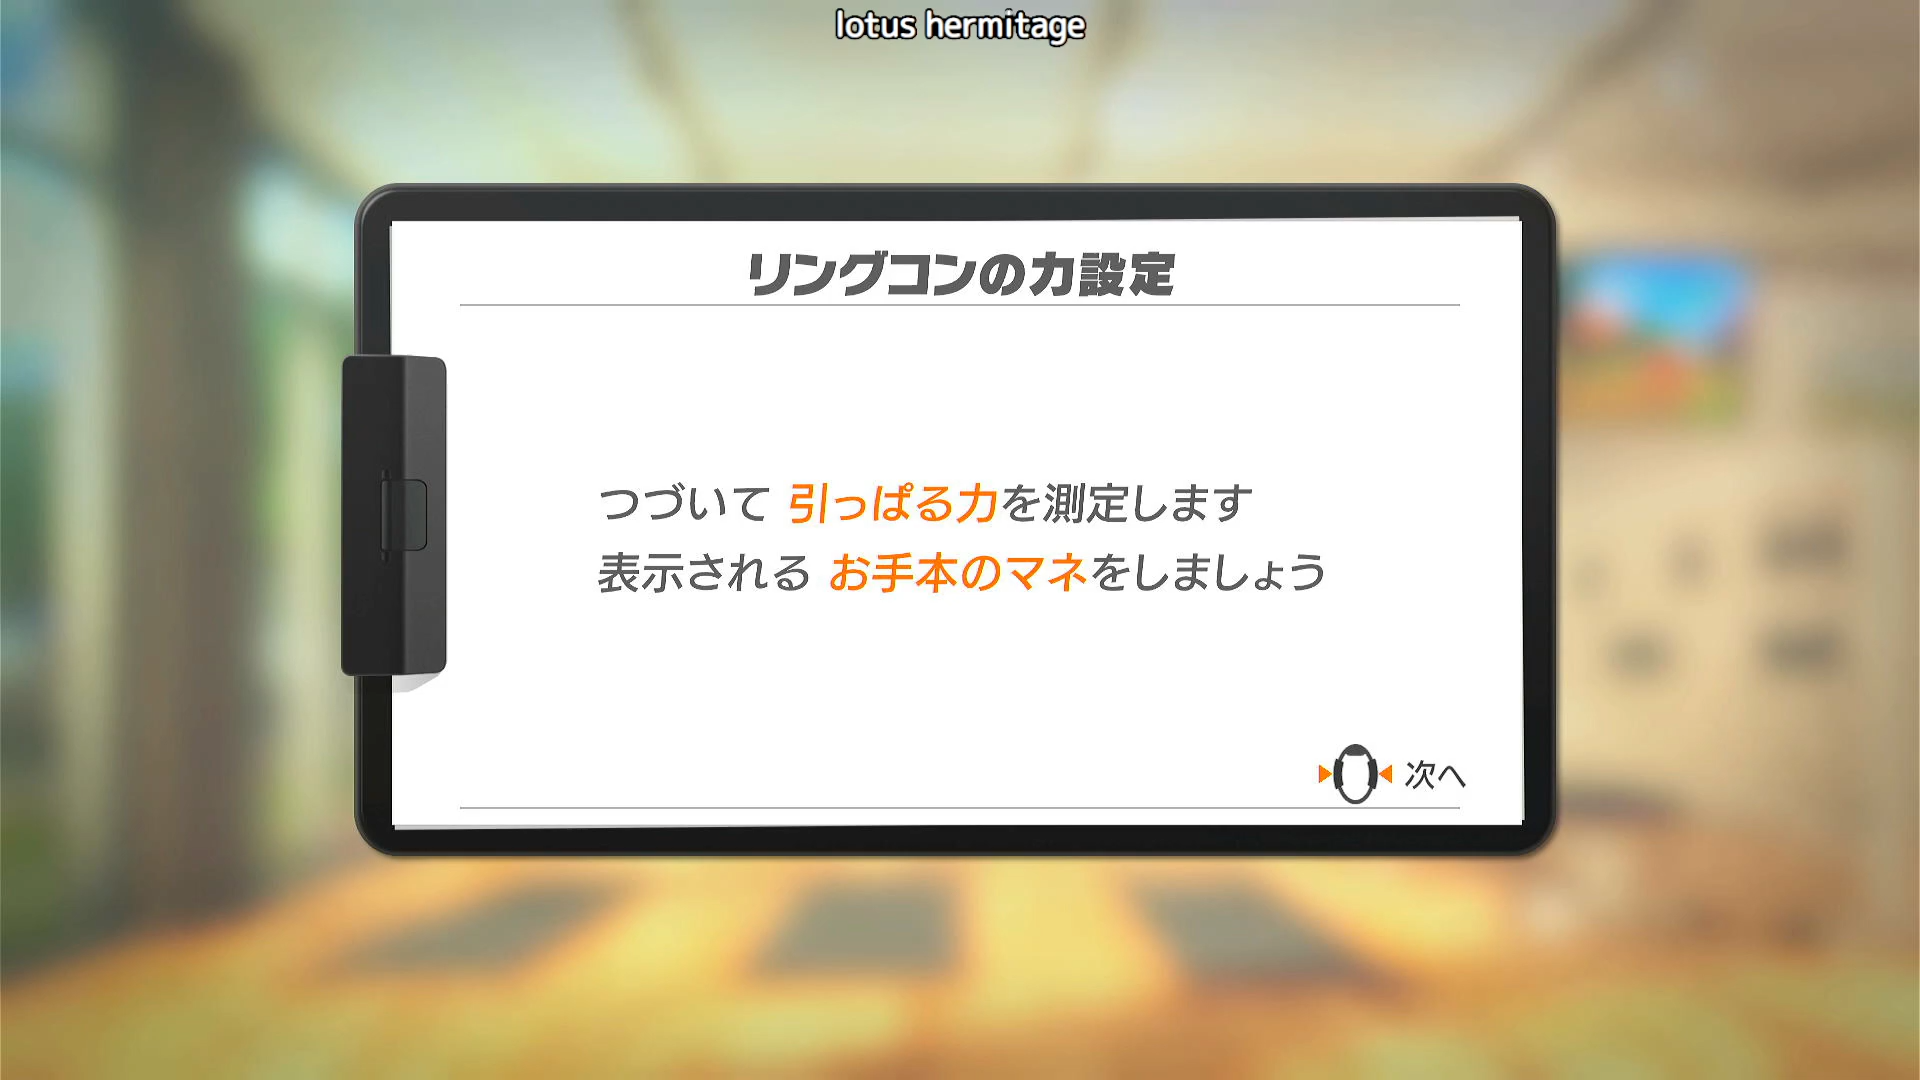 lotus hermitage
リングコンの力設定
つづいて 引っぱる力を測定します
表示される お手本のマネをしましょう
次へ